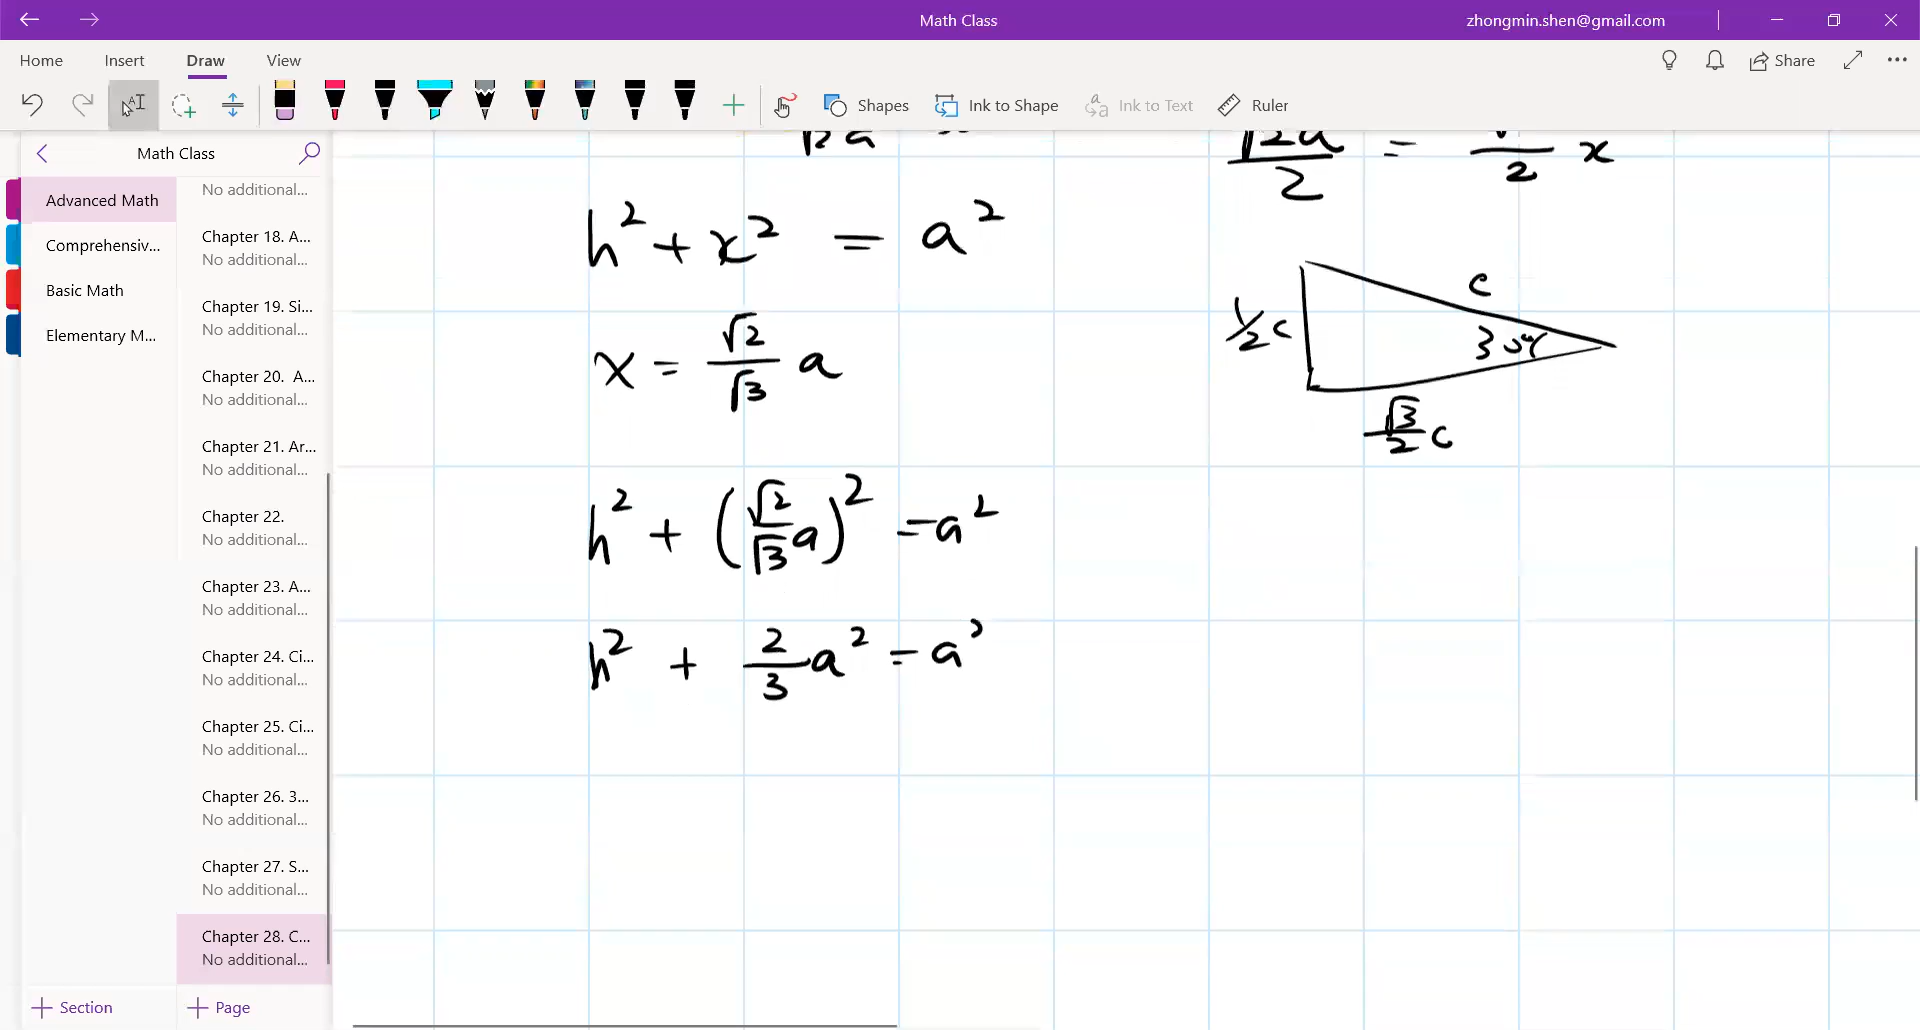 Math Class
zhongmin.shen@gmail.com
Home Insert Draw View
Share
Shapes Ink to Shape Ink to Text Ruler
Math Class
Advanced Math
Comprehensiv...
Basic Math
Elementary M...
No additional...
Chapter 18. A...
No additional...
Chapter 19. Si...
No additional...
Chapter 20. A...
No additional...
Chapter 21. Ar...
No additional...
Chapter 22.
No additional...
Chapter 23. A...
No additional...
Chapter 24. Ci...
No additional...
Chapter 25. Ci...
No additional...
Chapter 26. 3...
No additional...
Chapter 27. S...
No additional...
Chapter 28. C...
No additional...
Section
Page
h² + x² = a²
x = √2/√3 a
h² + (√2/√3 a)² = a²
h² + 2/3 a² = a²
√2a/2 = /2 x
c
1/2 c
√3/2 c